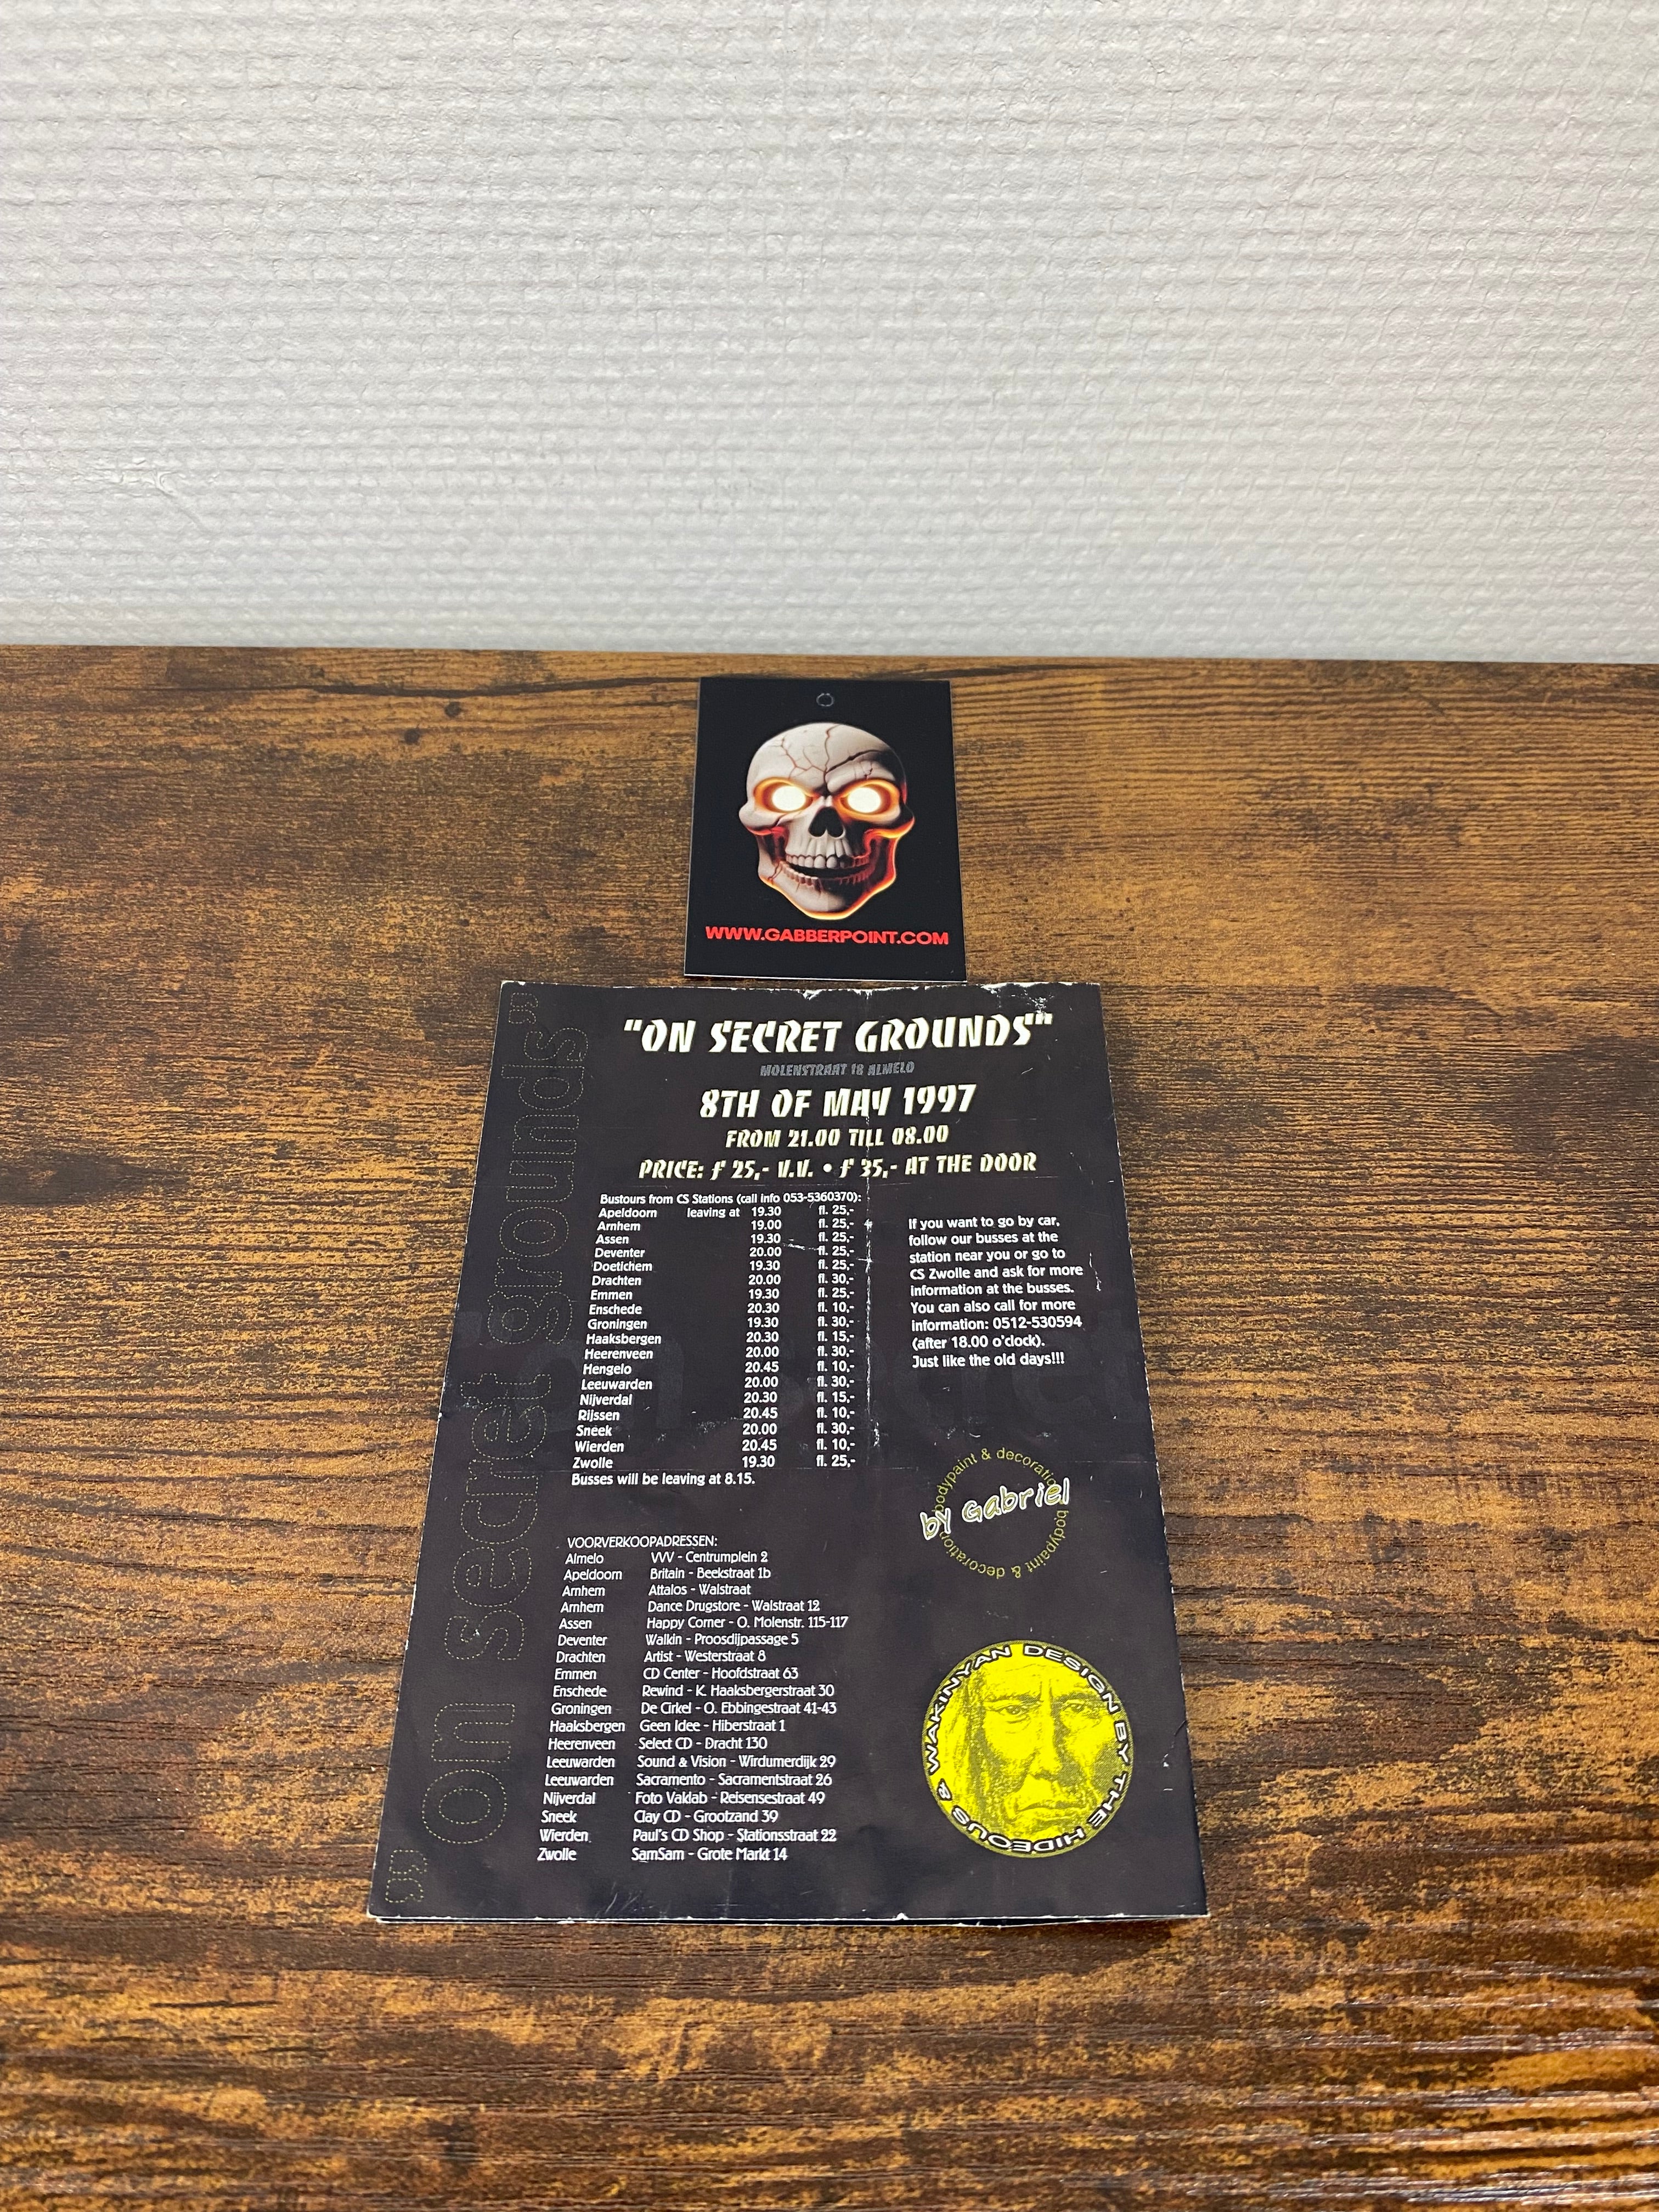 WWW.GABBERPOINT.COM
"on secret grounds"
"ON SECRET GROUNDS"
MOLENSTRAAT 18 ALMELO
8TH OF MAY 1997
FROM 21.00 TILL 08.00
PRICE: f 25,- V.V. • f 35,- AT THE DOOR
Bustours from CS Stations (call info 053-5360370):
Apeldoorn leaving at 19.30 fl. 25,-
Arnhem 19.00 fl. 25,-
Assen 19.30 fl. 25,-
Deventer 20.00 fl. 25,-
Doetichem 19.30 fl. 25,-
Drachten 20.00 fl. 30,-
Emmen 19.30 fl. 25,-
Enschede 20.30 fl. 10,-
Groningen 19.30 fl. 30,-
Haaksbergen 20.30 fl. 15,-
Heerenveen 20.00 fl. 30,-
Hengelo 20.45 fl. 10,-
Leeuwarden 20.00 fl. 30,-
Nijverdal 20.30 fl. 15,-
Rijssen 20.45 fl. 10,-
Sneek 20.00 fl. 30,-
Wierden 20.45 fl. 10,-
Zwolle 19.30 fl. 25,-
Busses will be leaving at 8.15.
If you want to go by car,
follow our busses at the
station near you or go to
CS Zwolle and ask for more
information at the busses.
You can also call for more
information: 0512-530594
(after 18.00 o'clock).
Just like the old days!!!
bodypaint & decoration bodypaint & decoration
by Gabriel
VOORVERKOOPADRESSEN:
Almelo VVV - Centrumplein 2
Apeldoorn Britain - Beekstraat 1b
Arnhem Attalos - Walstraat
Arnhem Dance Drugstore - Walstraat 12
Assen Happy Corner - O. Molenstr. 115-117
Deventer Walkin - Proosdijpassage 5
Drachten Artist - Westerstraat 8
Emmen CD Center - Hoofdstraat 63
Enschede Rewind - K. Haaksbergerstraat 30
Groningen De Cirkel - O. Ebbingestraat 41-43
Haaksbergen Geen Idee - Hiberstraat 1
Heerenveen Select CD - Dracht 130
Leeuwarden Sound & Vision - Wirdumerdijk 29
Leeuwarden Sacramento - Sacramentstraat 26
Nijverdal Foto Vaklab - Reisensestraat 49
Sneek Clay CD - Grootzand 39
Wierden Paul's CD Shop - Stationsstraat 22
Zwolle SamSam - Grote Markt 14
WAKINYAN DESIGN BY THE HIDEOUS &